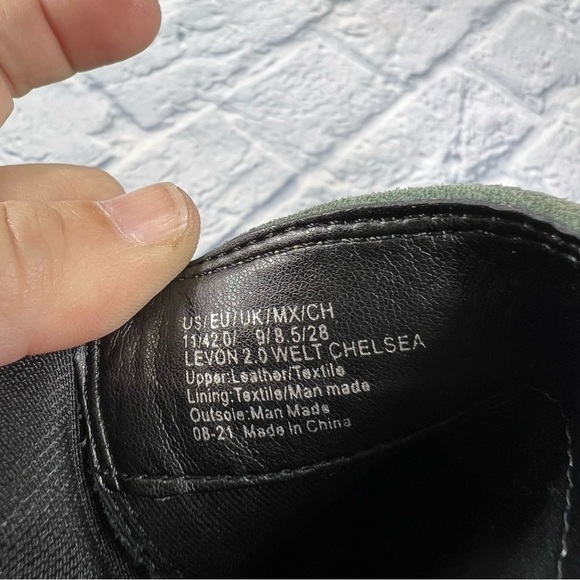 US/EU/UK/MX/CH
11/42.0/ 9/8.5/28
LEVON 2.0 WELT CHELSEA
Upper:Leather/Textile
Lining:Textile/Man made
Outsole:Man Made
08-21 Made in China